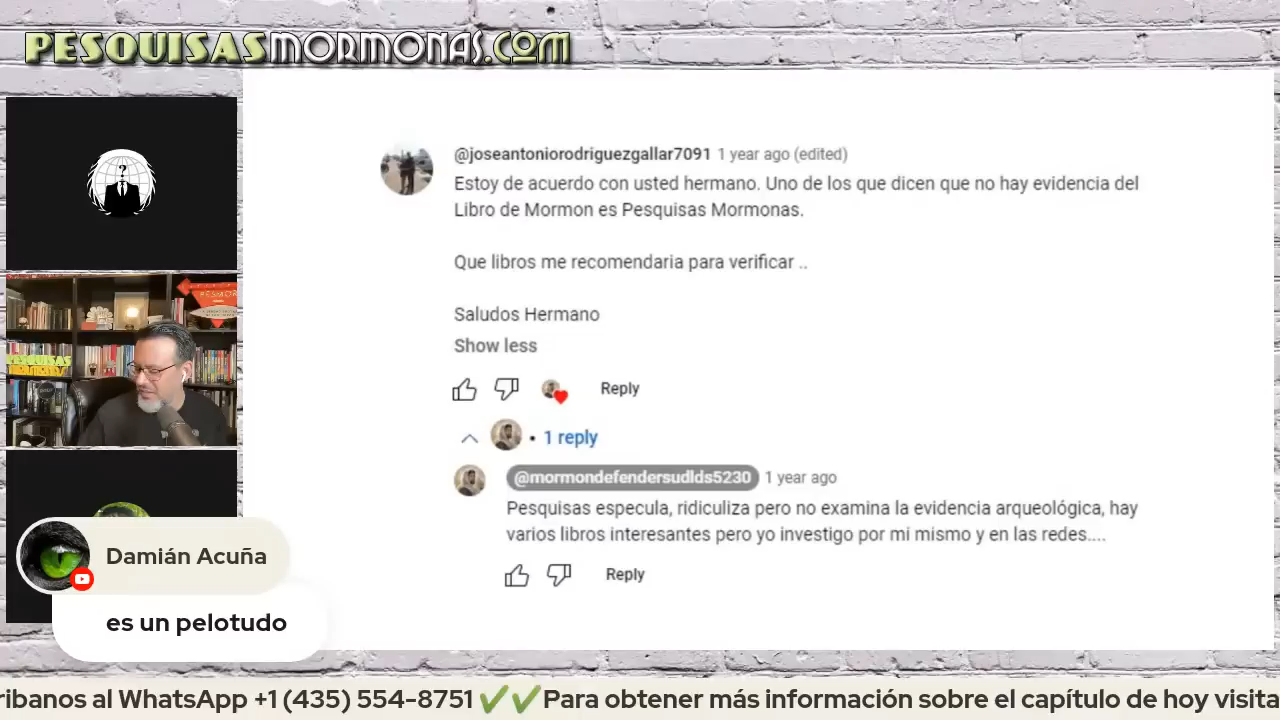 PESQUISASMORMONAS.COM
@joseantoniorodriguezgallar7091 1 year ago (edited)
Estoy de acuerdo con usted hermano. Uno de los que dicen que no hay evidencia del
Libro de Mormon es Pesquisas Mormonas.
Que libros me recomendaria para verificar ..
Saludos Hermano
Show less
Reply
1 reply
@mormondefendersudlds5230 1 year ago
Pesquisas especula, ridiculiza pero no examina la evidencia arqueológica, hay
varios libros interesantes pero yo investigo por mi mismo y en las redes....
Reply
PESQUISAS
Damián Acuña
es un pelotudo
ribanos al WhatsApp +1 (435) 554-8751 ✔✔Para obtener más información sobre el capítulo de hoy visita